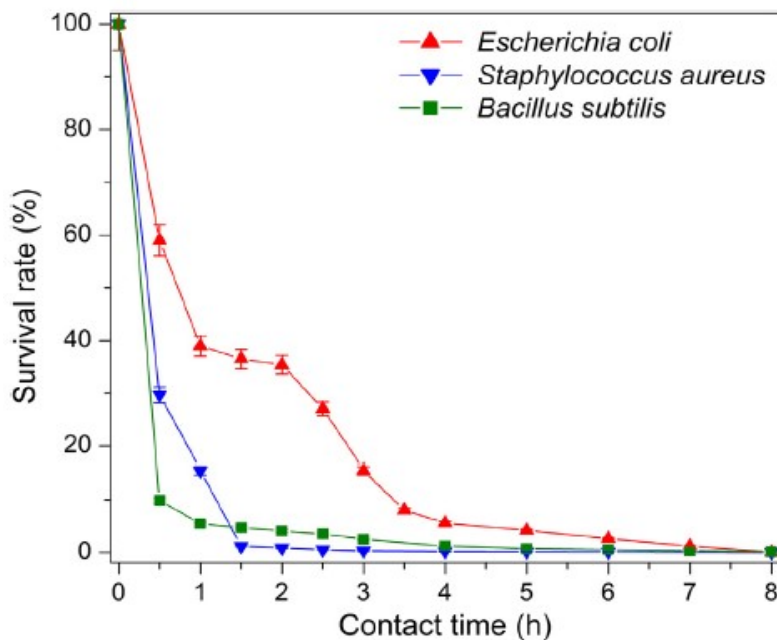 100
80
60
40
20
0
Survival rate (%)
Escherichia coli
Staphylococcus aureus
Bacillus subtilis
0 1 2 3 4 5 6 7 8
Contact time (h)